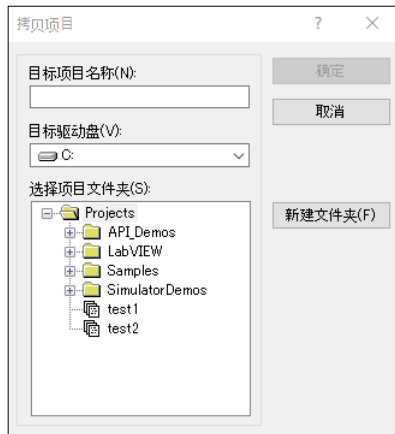 拷贝项目
目标项目名称(N):
确定
取消
目标驱动盘(V):
C:
选择项目文件夹(S):
新建文件夹(F)
Projects
API_Demos
LabVIEW
Samples
SimulatorDemos
test1
test2